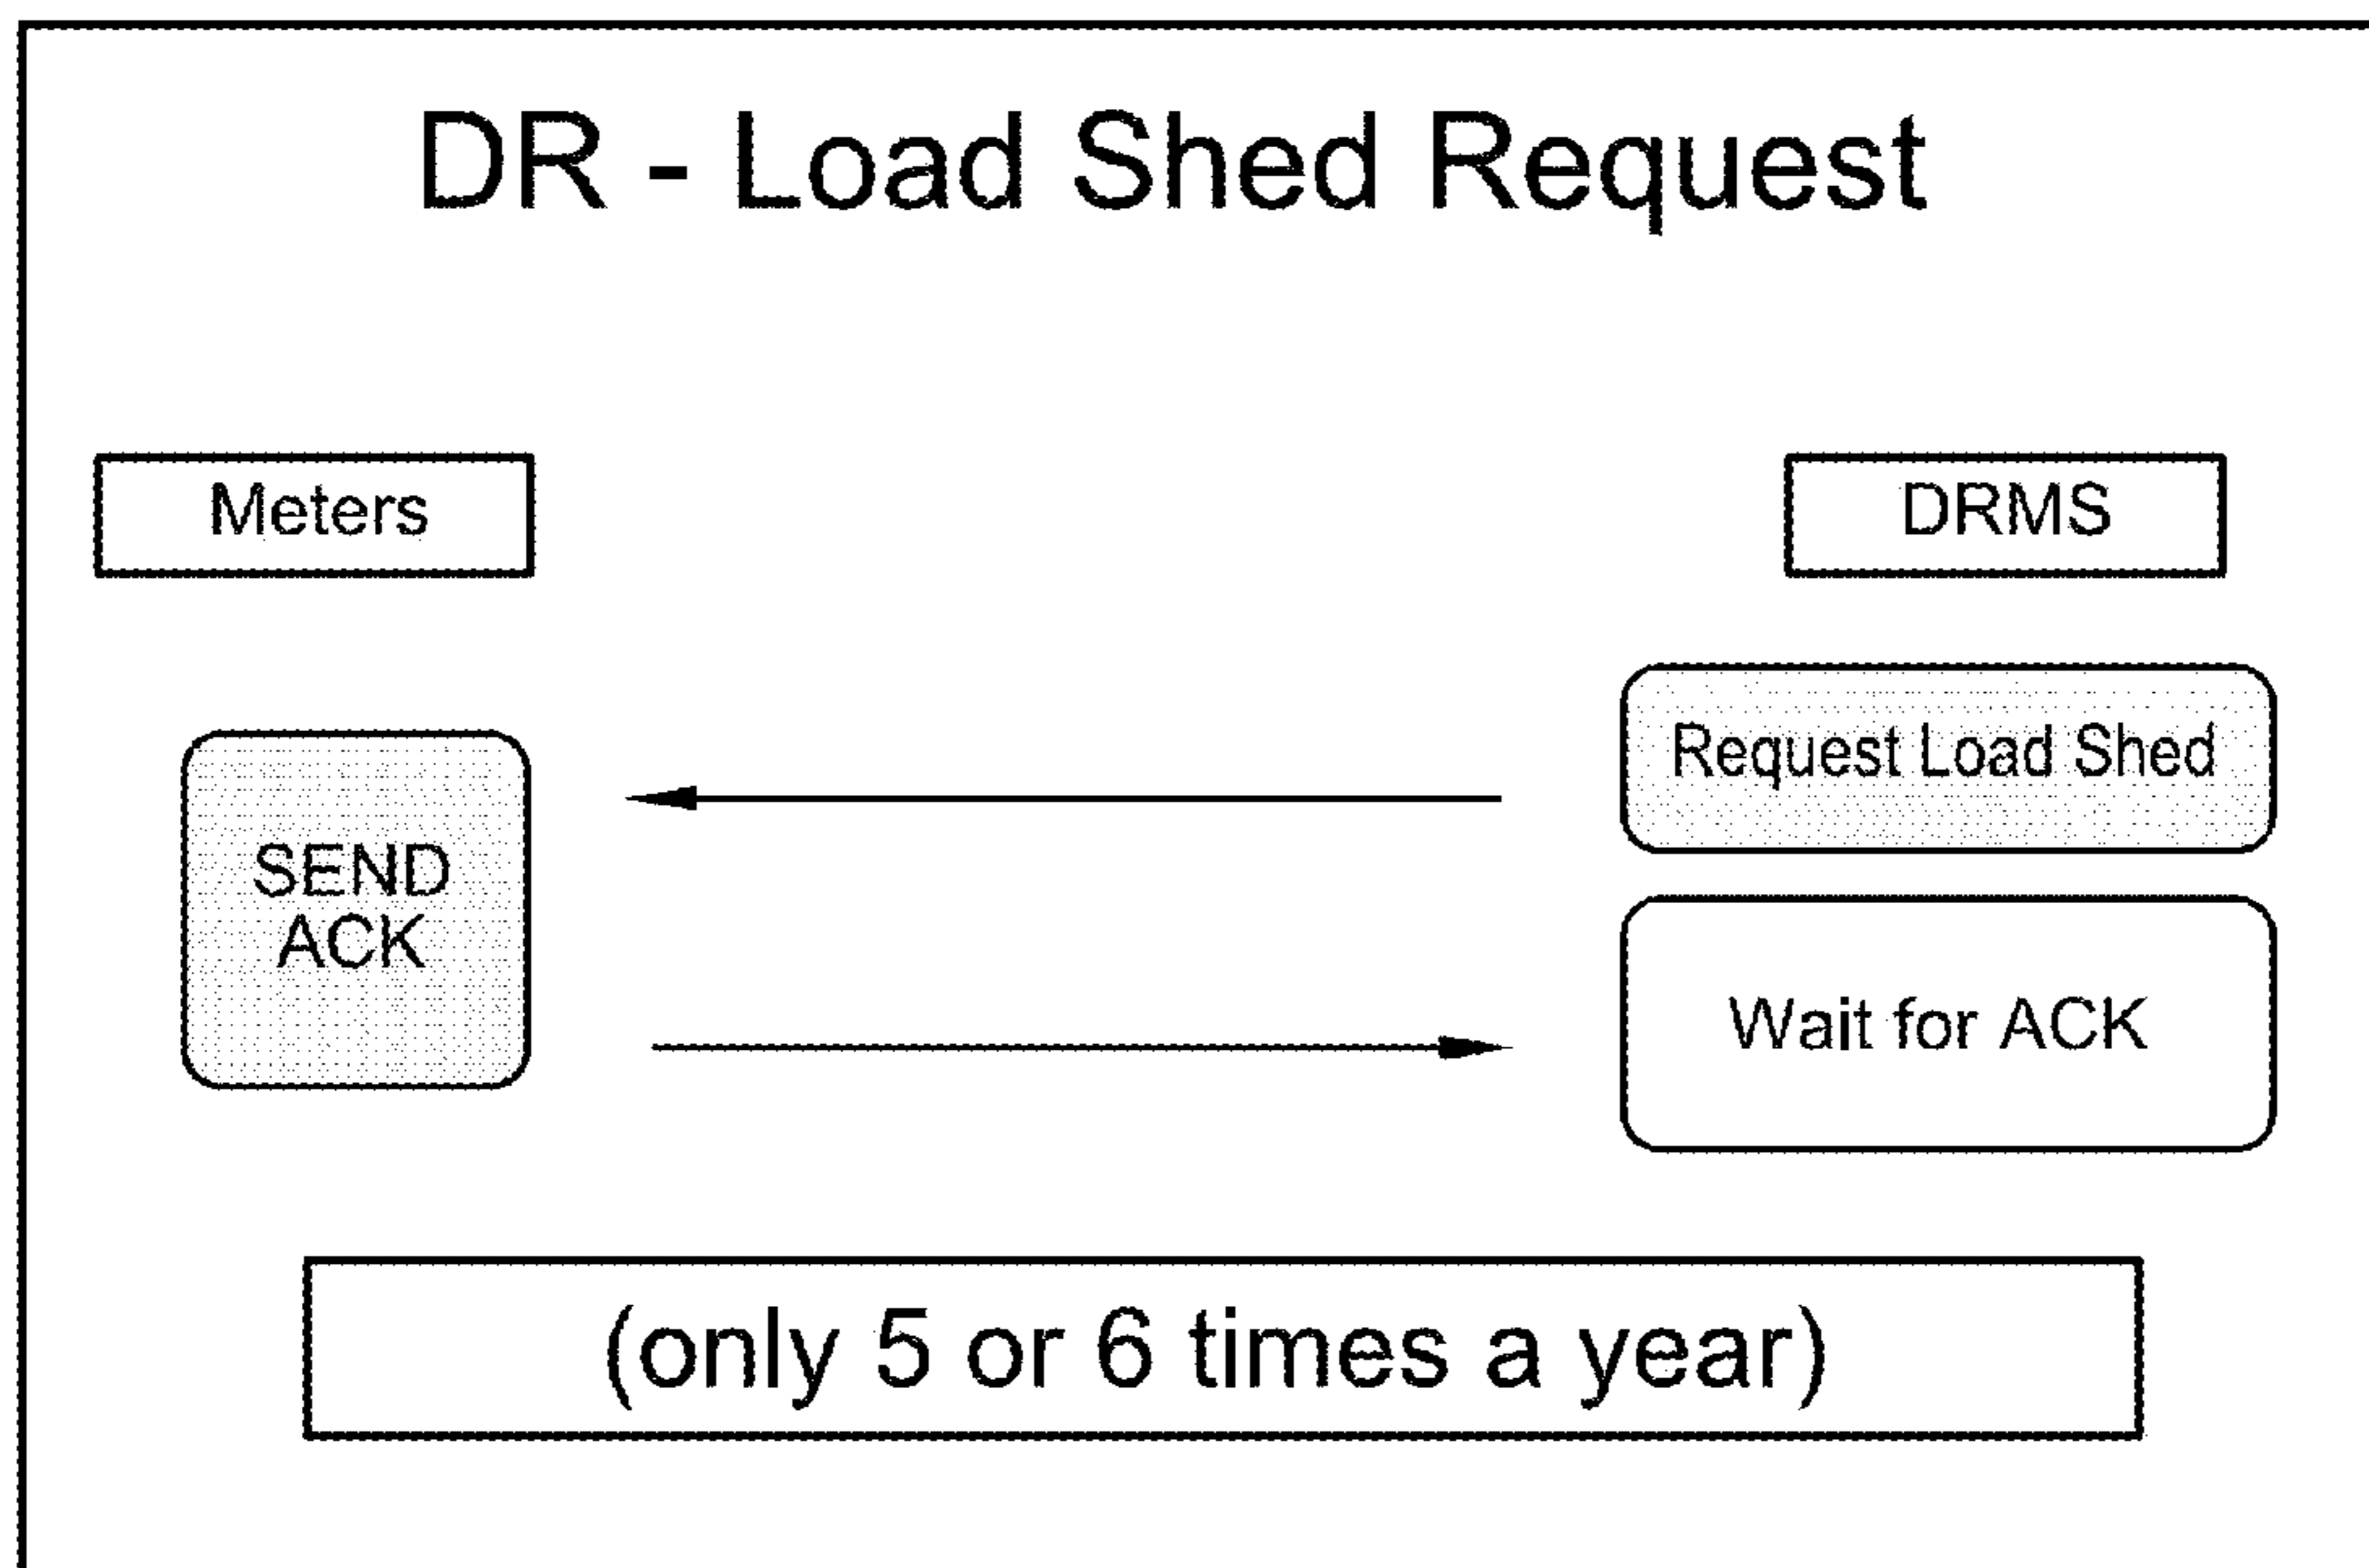 DR - Load Shed Request
Meters
DRMS
Request Load Shed
SEND
ACK
Wait for ACK
(only 5 or 6 times a year)